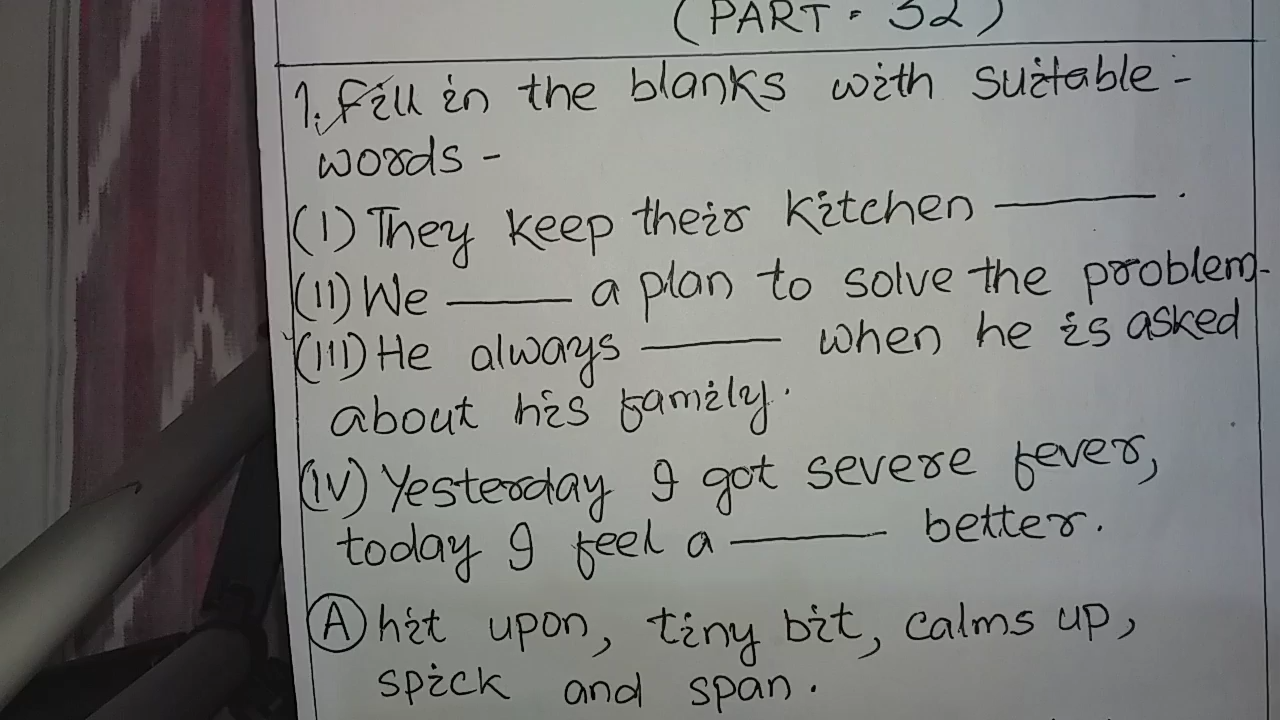 (PART - 32)
1. Fill in the blanks with suitable -
words -
(I) They keep their kitchen ______ .
(II) We ______ a plan to solve the problem.
(III) He always ______ when he is asked
about his family.
(IV) Yesterday I got severe fever,
today I feel a ______ better.
(A) hit upon, tiny bit, calms up,
spick and span.